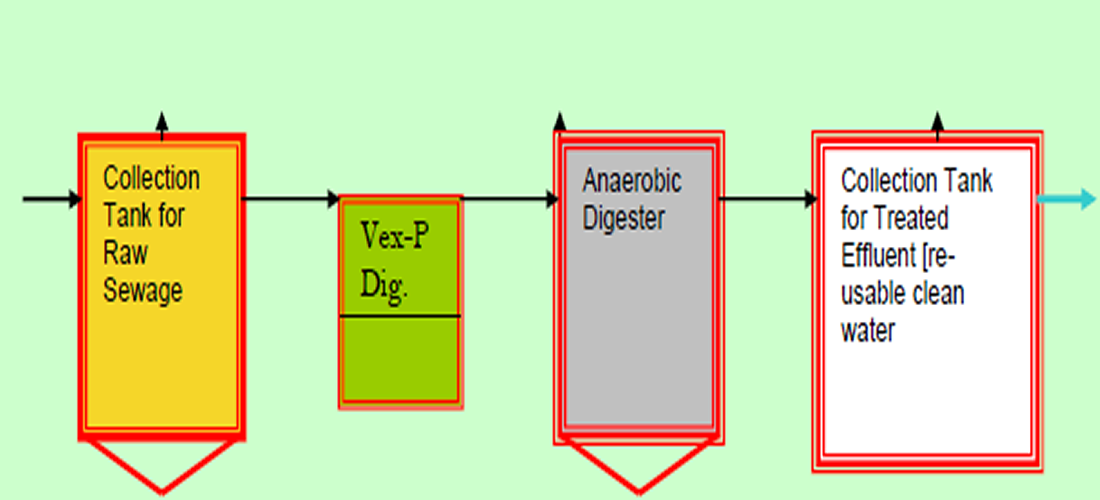 Collection
Tank for
Raw
Sewage
Vex-P
Dig.
Anaerobic
Digester
Collection Tank
for Treated
Effluent [re-
usable clean
water